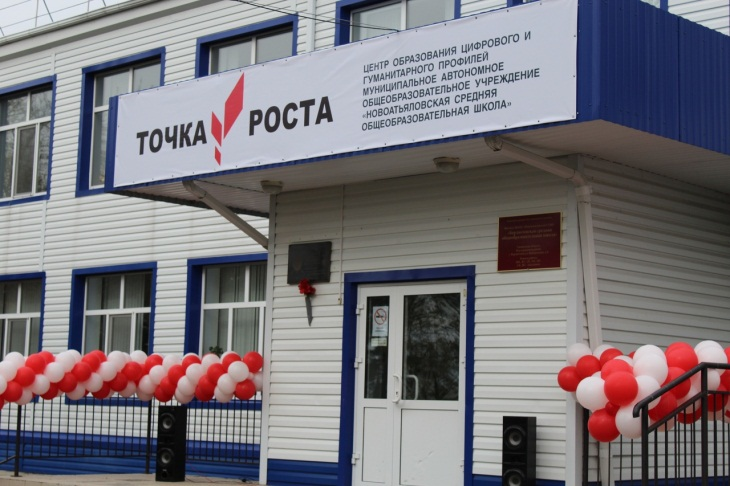 ТОЧКА РОСТА
ЦЕНТР ОБРАЗОВАНИЯ ЦИФРОВОГО И
ГУМАНИТАРНОГО ПРОФИЛЕЙ
МУНИЦИПАЛЬНОЕ АВТОНОМНОЕ
ОБЩЕОБРАЗОВАТЕЛЬНОЕ УЧРЕЖДЕНИЕ
«НОВОАТЬЯЛОВСКАЯ СРЕДНЯЯ
ОБЩЕОБРАЗОВАТЕЛЬНАЯ ШКОЛА»